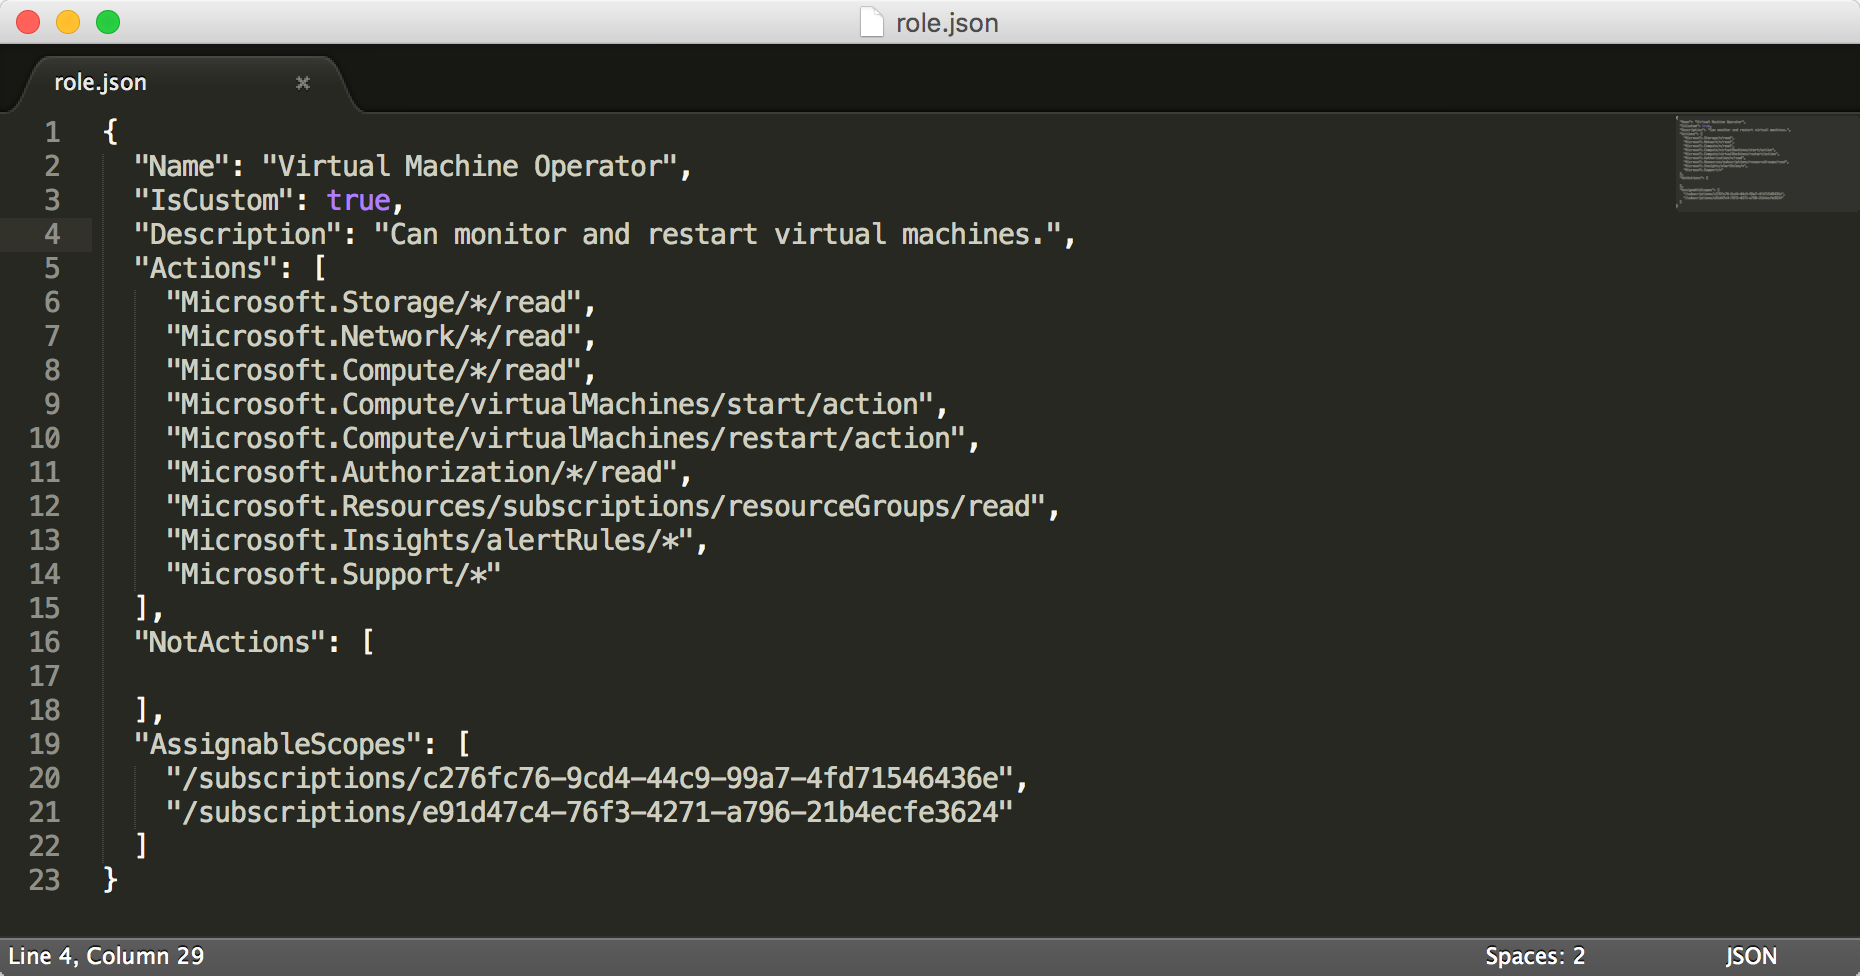 role.json
role.json ×
1 {
2 "Name": "Virtual Machine Operator",
3 "IsCustom": true,
4 "Description": "Can monitor and restart virtual machines.",
5 "Actions": [
6 "Microsoft.Storage/*/read",
7 "Microsoft.Network/*/read",
8 "Microsoft.Compute/*/read",
9 "Microsoft.Compute/virtualMachines/start/action",
10 "Microsoft.Compute/virtualMachines/restart/action",
11 "Microsoft.Authorization/*/read",
12 "Microsoft.Resources/subscriptions/resourceGroups/read",
13 "Microsoft.Insights/alertRules/*",
14 "Microsoft.Support/*"
15 ],
16 "NotActions": [
17
18 ],
19 "AssignableScopes": [
20 "/subscriptions/c276fc76-9cd4-44c9-99a7-4fd71546436e",
21 "/subscriptions/e91d47c4-76f3-4271-a796-21b4ecfe3624"
22 ]
23 }
Line 4, Column 29 Spaces: 2 JSON